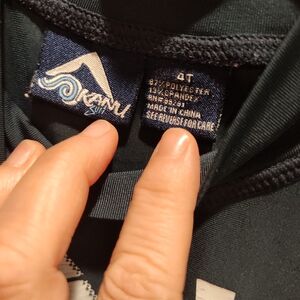 KANU
Surf
4T
87% POLYESTER
13% SPANDEX
MADE IN CHINA
SEE REVERSE FOR CARE